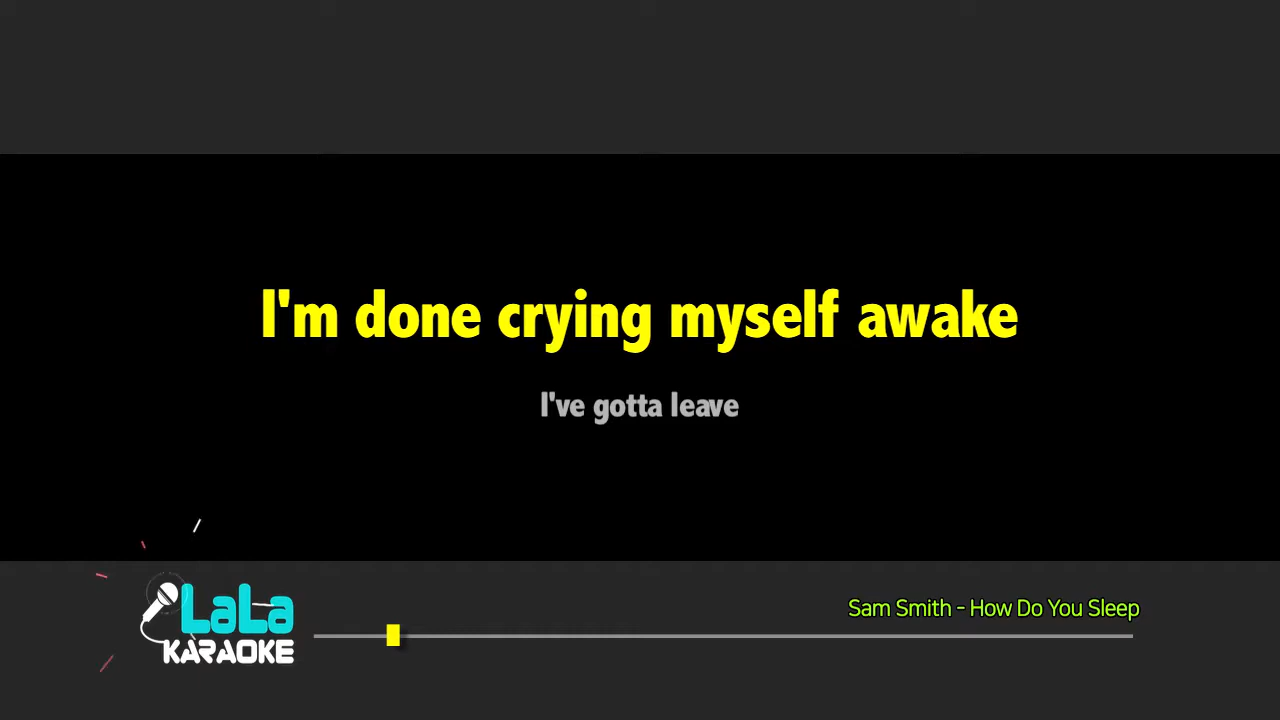 I'm done crying myself awake
I've gotta leave
Sam Smith - How Do You Sleep
LaLa
KARAOKE